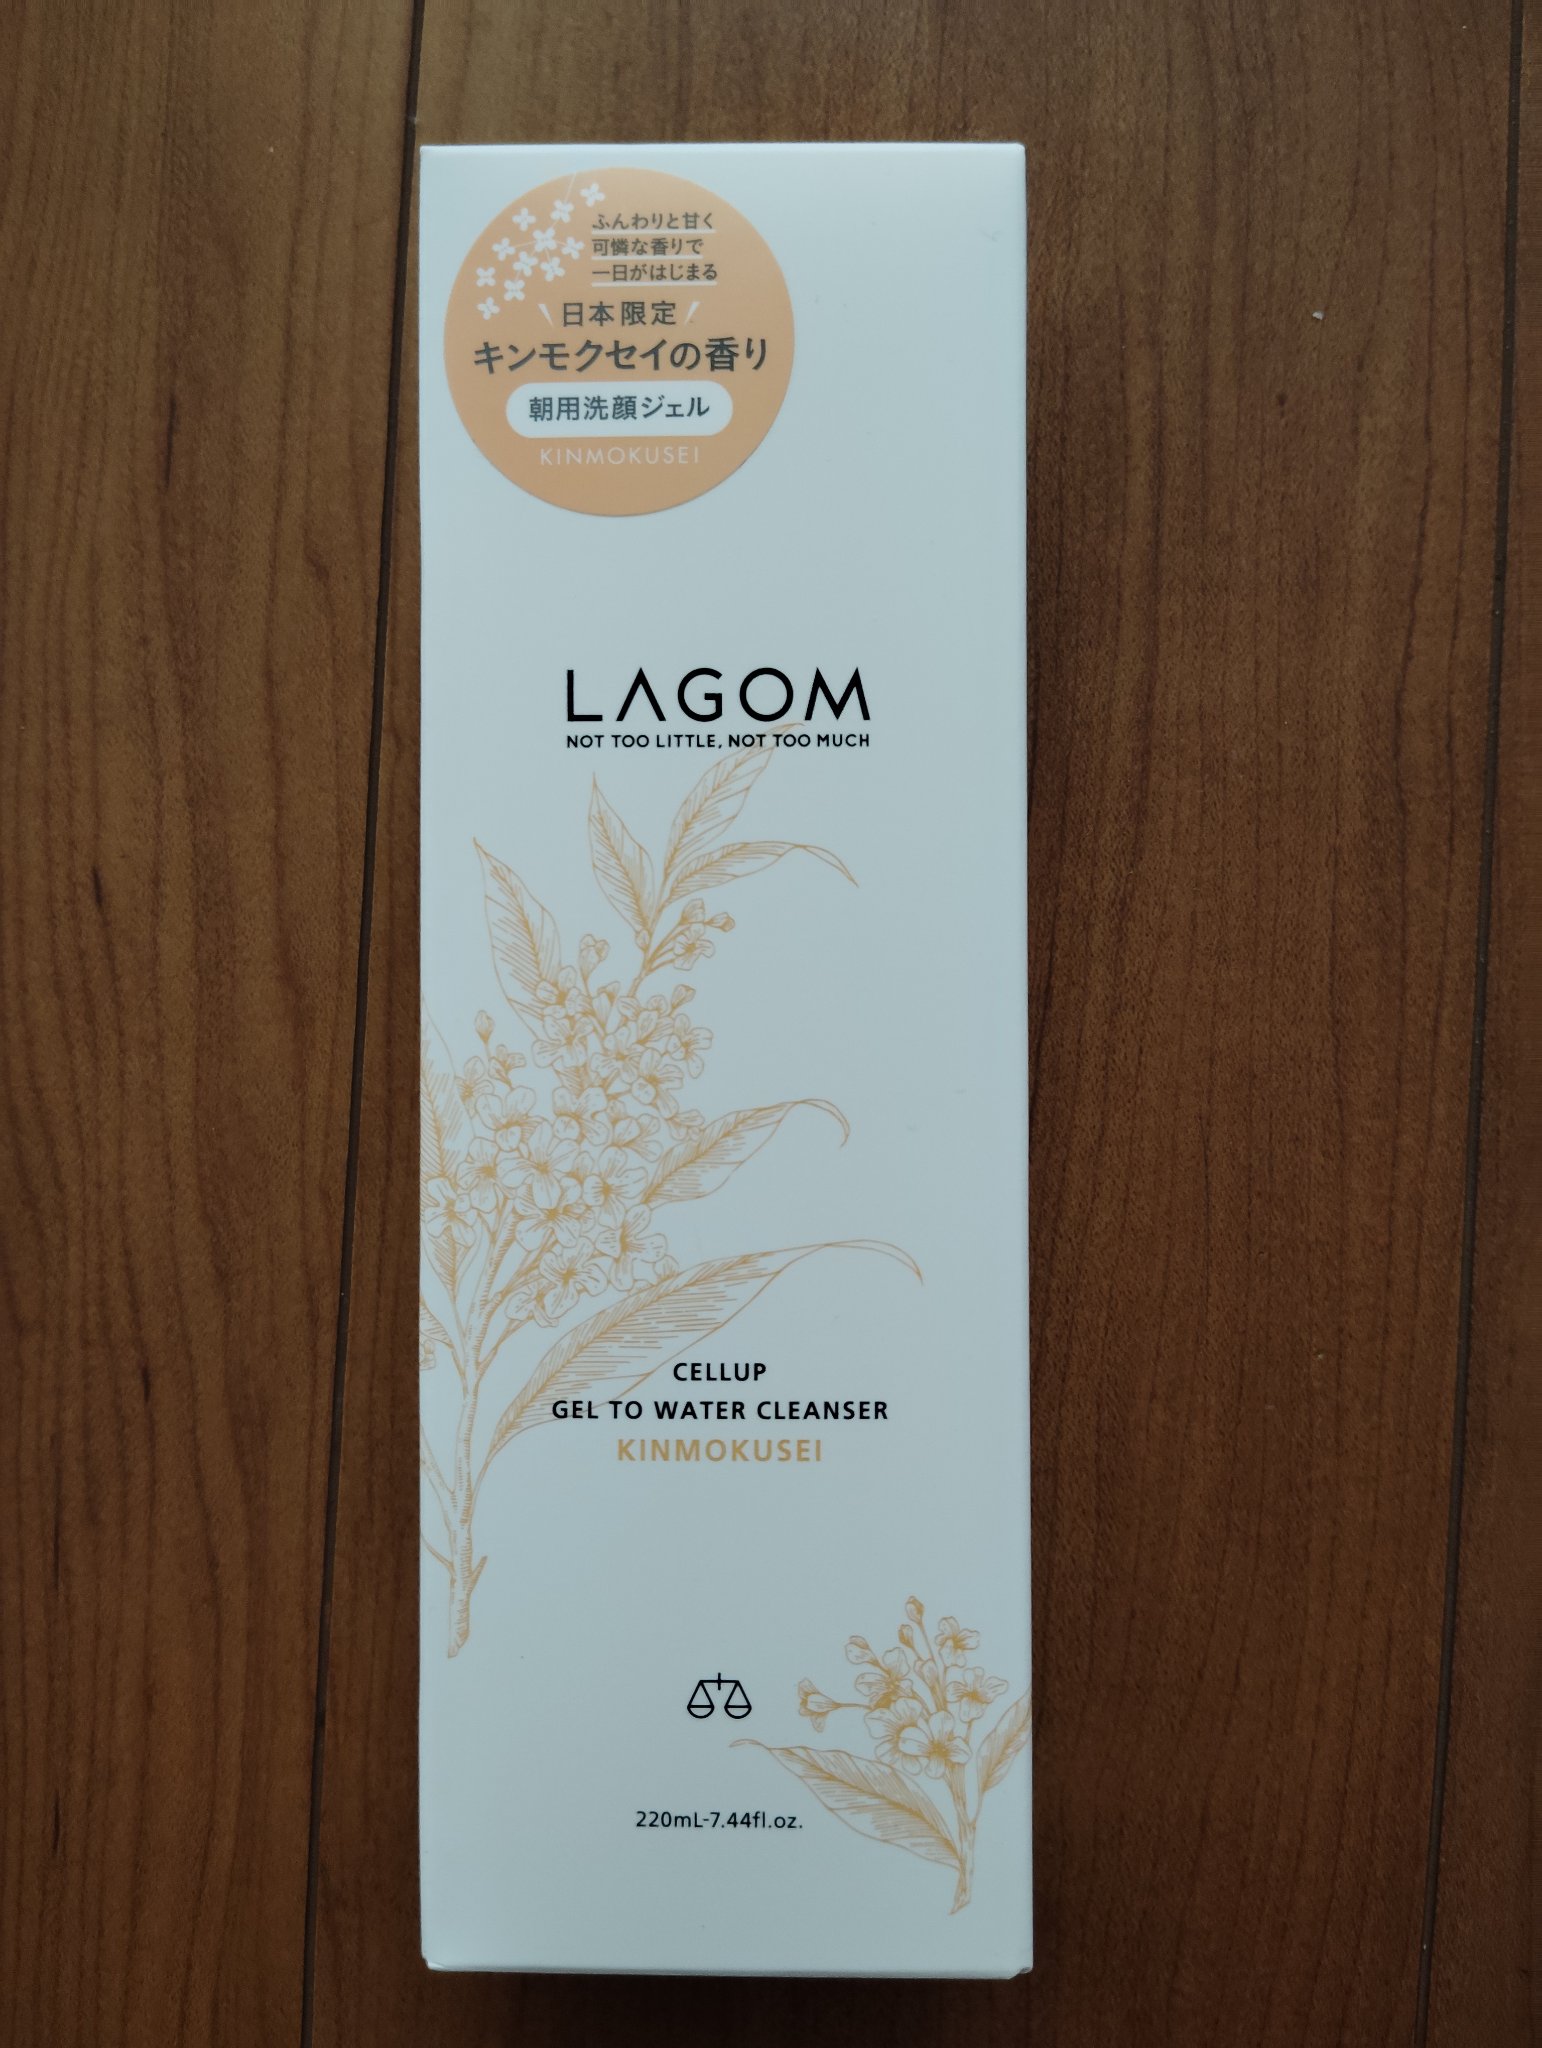 ふんわりと甘く
可憐な香りで
一日がはじまる
日本限定
キンモクセイの香り
朝用洗顔ジェル
KINMOKUSEI
LAGOM
NOT TOO LITTLE, NOT TOO MUCH
CELLUP
GEL TO WATER CLEANSER
KINMOKUSEI
220mL-7.44fl.oz.